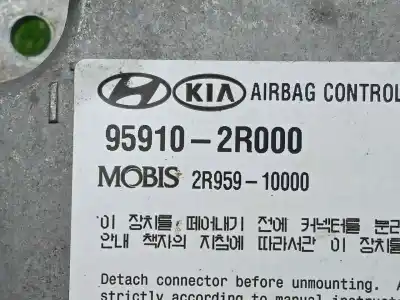 KIA AIRBAG CONTROL
95910-2R000
MOBIS 2R959-10000
이 장치를 떼어내기 전에 커넥터를 분리
안내 책자의 지침에 따라서만 이 장치를
Detach connector before unmounting. A
strictly according to manual instruct